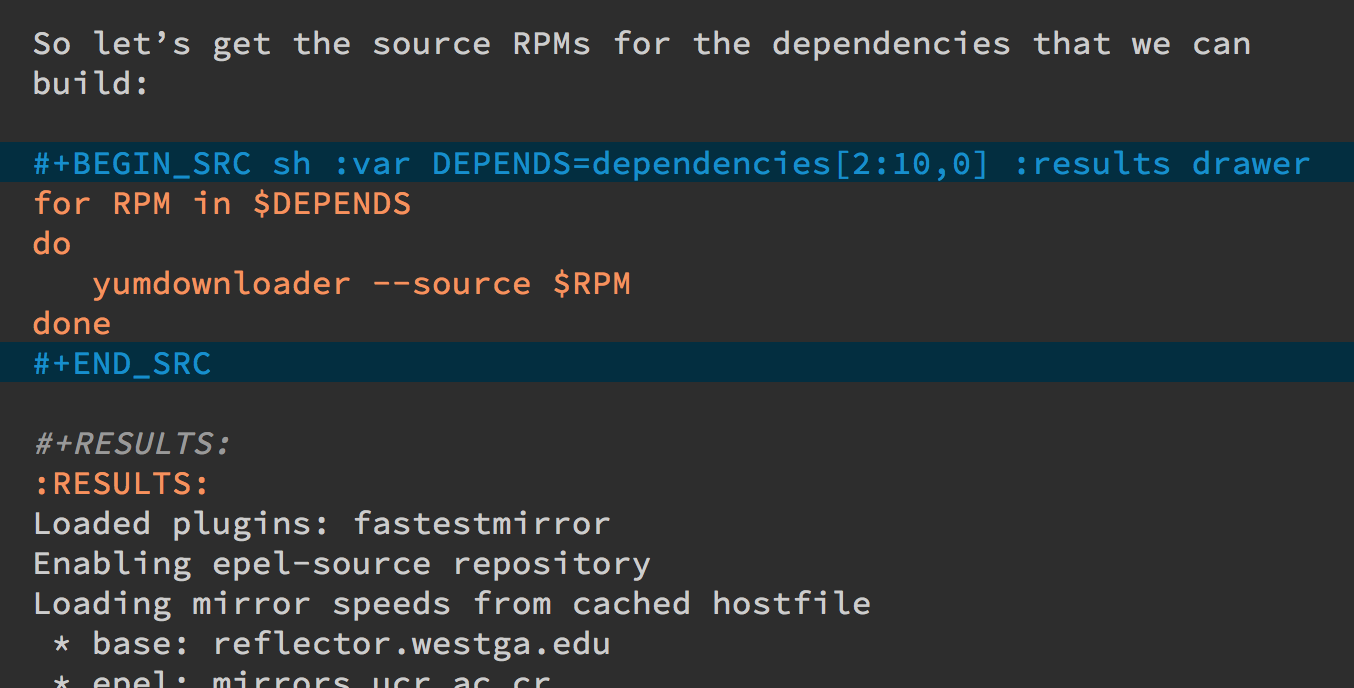 So let’s get the source RPMs for the dependencies that we can
build:
#+BEGIN_SRC sh :var DEPENDS=dependencies[2:10,0] :results drawer
for RPM in $DEPENDS
do
   yumdownloader --source $RPM
done
#+END_SRC
#+RESULTS:
:RESULTS:
Loaded plugins: fastestmirror
Enabling epel-source repository
Loading mirror speeds from cached hostfile
 * base: reflector.westga.edu
 * epel: mirrors.ucr.ac.cr